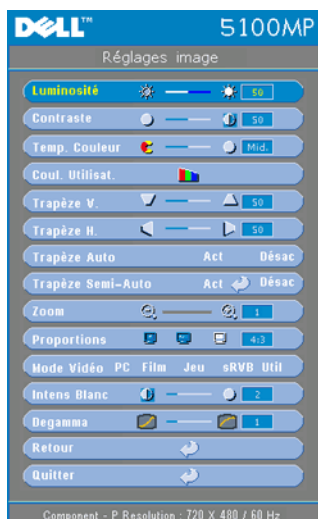 DELL™ 5100MP
Réglages image
Luminosité 50
Contraste 50
Temp. Couleur Mid.
Coul. Utilisat.
Trapèze V. 50
Trapèze H. 50
Trapèze Auto Act Désac
Trapèze Semi-Auto Act Désac
Zoom 1
Proportions 4:3
Mode Vidéo PC Film Jeu sRVB Util
Intens Blanc 2
Degamma 1
Retour
Quitter
Component - P Resolution : 720 X 480 / 60 Hz